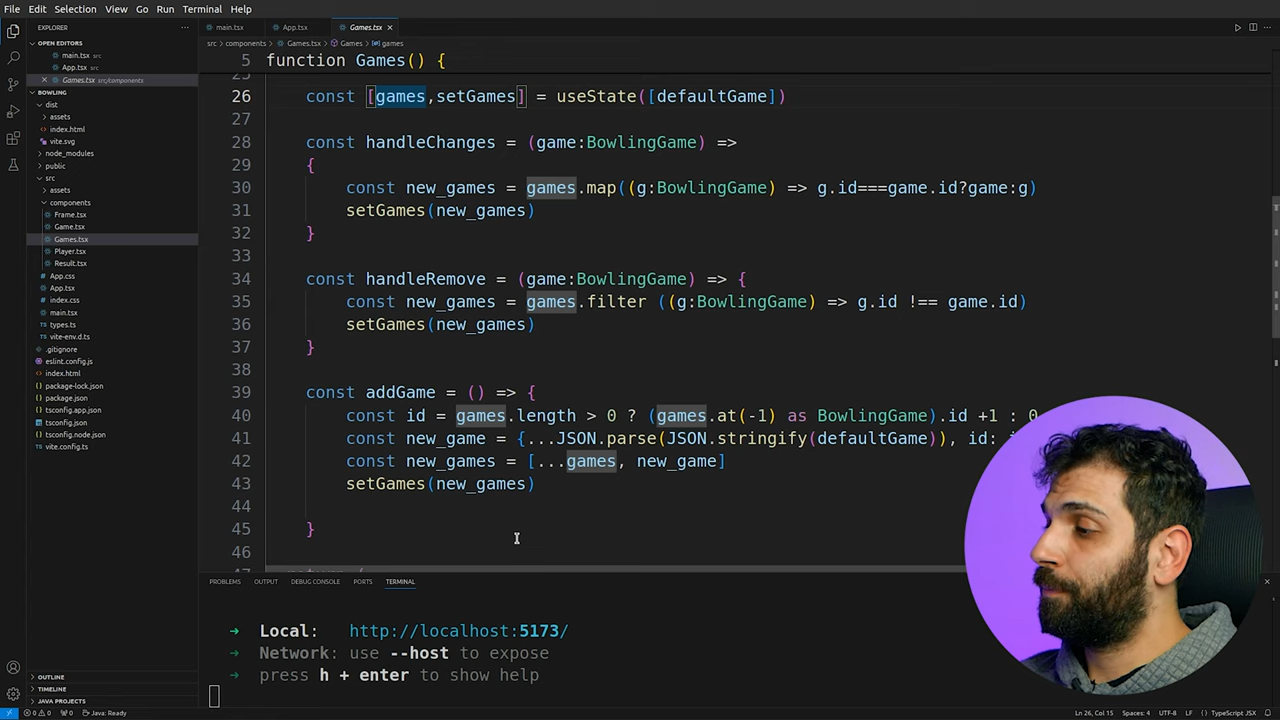 File Edit Selection View Go Run Terminal Help
EXPLORER ···
OPEN EDITORS
main.tsx src
App.tsx src
× Games.tsx src/components
BOWLING
dist
assets
index.html
vite.svg
node_modules
public
src
assets
components
Frame.tsx
Game.tsx
Games.tsx
Player.tsx
Result.tsx
App.css
App.tsx
index.css
main.tsx
types.ts
vite-env.d.ts
.gitignore
eslint.config.js
index.html
package-lock.json
package.json
tsconfig.app.json
tsconfig.json
tsconfig.node.json
vite.config.ts
OUTLINE
TIMELINE
JAVA PROJECTS
main.tsx App.tsx Games.tsx ×
src > components > Games.tsx > Games > games
5 function Games() {
25
26 const [games,setGames] = useState([defaultGame])
27
28 const handleChanges = (game:BowlingGame) =>
29 {
30 const new_games = games.map((g:BowlingGame) => g.id===game.id?game:g)
31 setGames(new_games)
32 }
33
34 const handleRemove = (game:BowlingGame) => {
35 const new_games = games.filter ((g:BowlingGame) => g.id !== game.id)
36 setGames(new_games)
37 }
38
39 const addGame = () => {
40 const id = games.length > 0 ? (games.at(-1) as BowlingGame).id +1 : 0
41 const new_game = {...JSON.parse(JSON.stringify(defaultGame)), id:
42 const new_games = [...games, new_game]
43 setGames(new_games)
44
45 }
46
PROBLEMS OUTPUT DEBUG CONSOLE PORTS TERMINAL
➜ Local: http://localhost:5173/
➜ Network: use --host to expose
➜ press h + enter to show help
0 0 0 Java: Ready
Ln 26, Col 15 Spaces: 4 UTF-8 LF {} TypeScript JSX